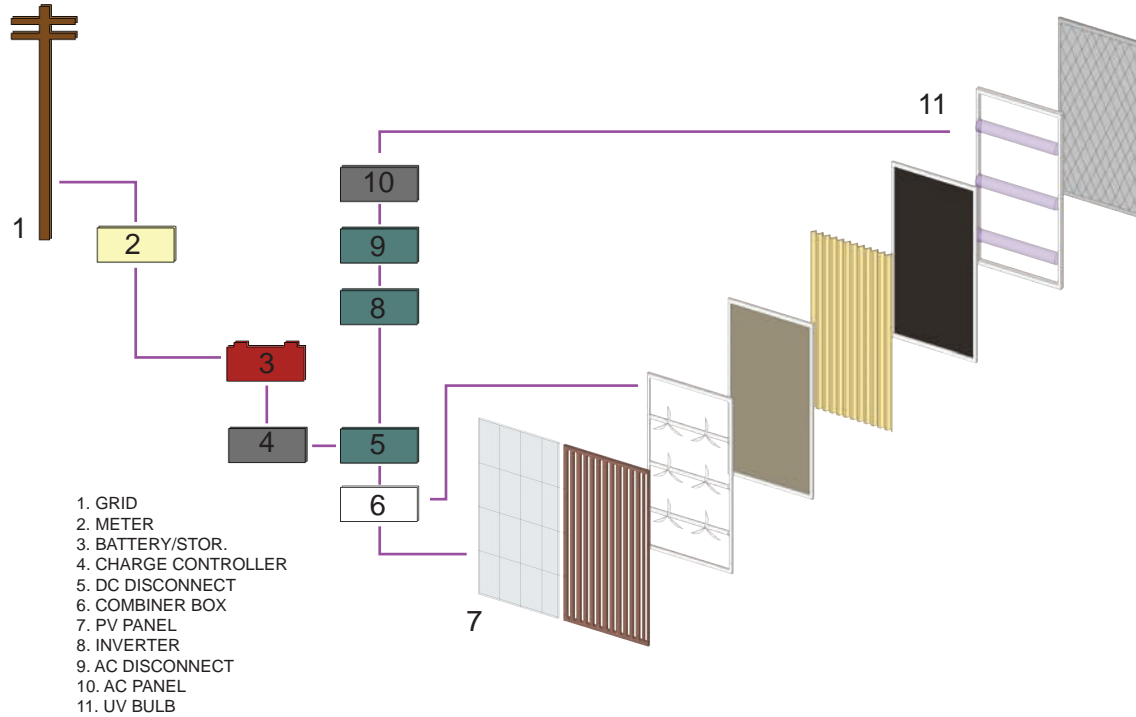 1
2
3
4
5
6
7
8
9
10
11
1. GRID
2. METER
3. BATTERY/STOR.
4. CHARGE CONTROLLER
5. DC DISCONNECT
6. COMBINER BOX
7. PV PANEL
8. INVERTER
9. AC DISCONNECT
10. AC PANEL
11. UV BULB